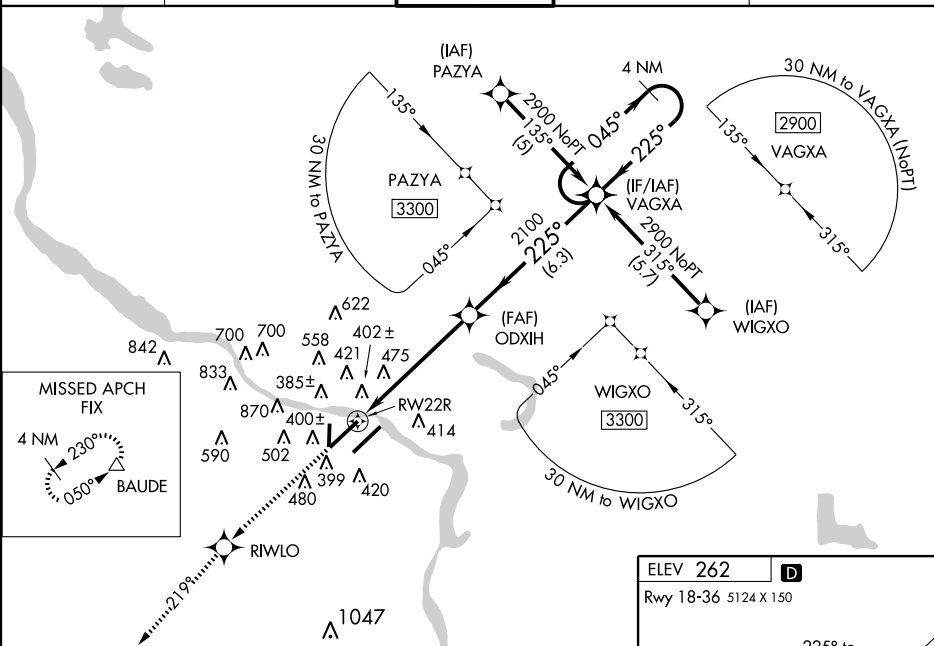 (IAF)
PAZYA
4 NM
30 NM to VAGXA (NoPT)
135°
2900 NoPT
135°
(5)
045°
225°
2900
VAGXA
135°
315°
30 NM to PAZYA
PAZYA
3300
045°
(IF/IAF)
VAGXA
2100
225°
(6.3)
2900 NoPT
315°
(5.7)
(IAF)
WIGXO
(FAF)
ODXIH
622
700
700
558
402±
842
421
475
833
385±
870
400±
RW22R
414
590
502
399
480
420
045°
WIGXO
3300
315°
30 NM to WIGXO
MISSED APCH
FIX
4 NM
230°
050°
BAUDE
RIWLO
219°
1047
ELEV 262
D
Rwy 18-36 5124 X 150
225° to